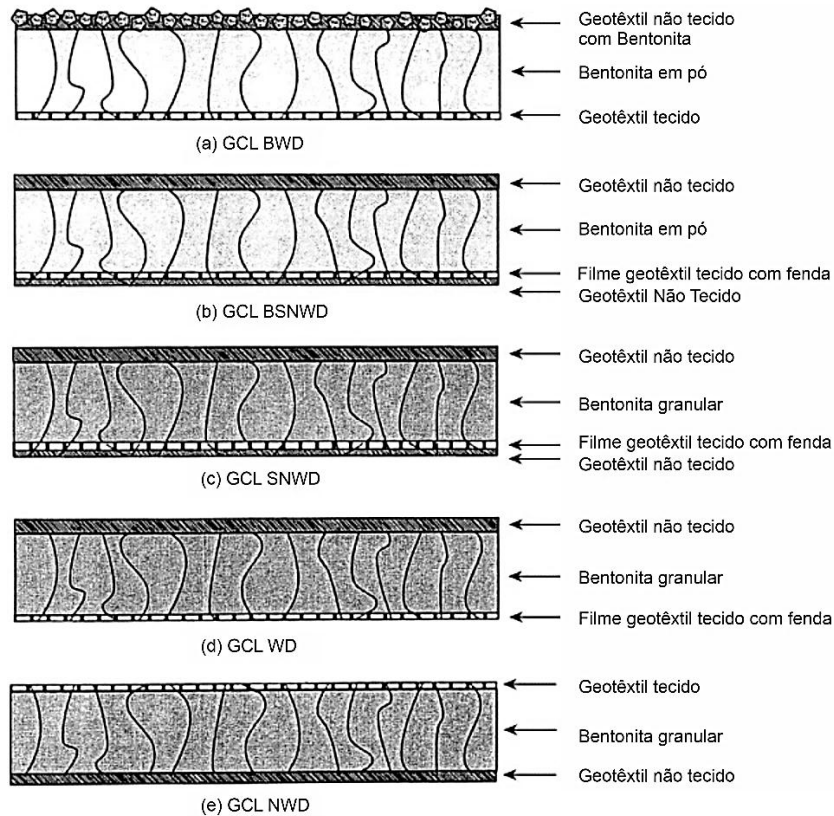 Geotêxtil não tecido
com Bentonita
Bentonita em pó
Geotêxtil tecido
(a) GCL BWD
Geotêxtil não tecido
Bentonita em pó
Filme geotêxtil tecido com fenda
Geotêxtil Não Tecido
(b) GCL BSNWD
Geotêxtil não tecido
Bentonita granular
Filme geotêxtil tecido com fenda
Geotêxtil não tecido
(c) GCL SNWD
Geotêxtil não tecido
Bentonita granular
Filme geotêxtil tecido com fenda
(d) GCL WD
Geotêxtil tecido
Bentonita granular
Geotêxtil não tecido
(e) GCL NWD